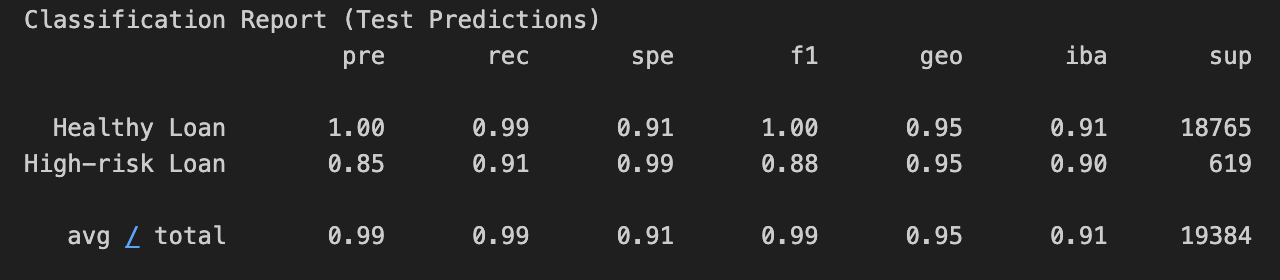 Classification Report (Test Predictions)
pre rec spe f1 geo iba sup
Healthy Loan 1.00 0.99 0.91 1.00 0.95 0.91 18765
High-risk Loan 0.85 0.91 0.99 0.88 0.95 0.90 619
avg / total 0.99 0.99 0.91 0.99 0.95 0.91 19384